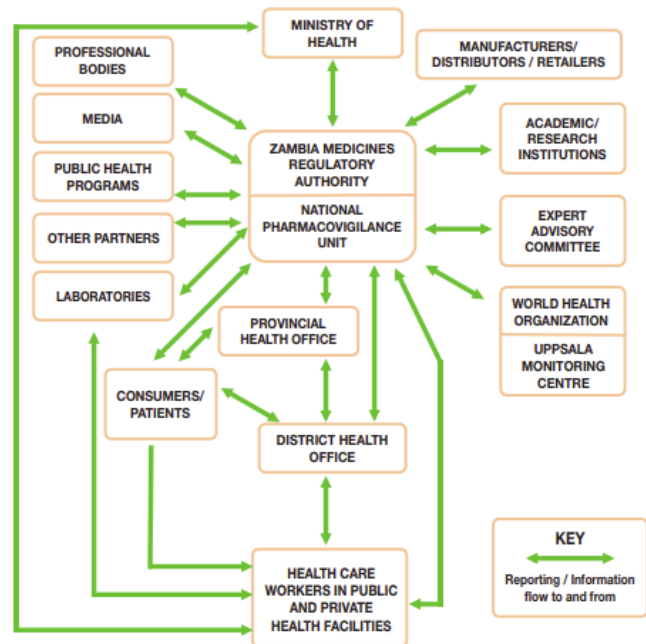 MINISTRY OF
HEALTH
PROFESSIONAL
BODIES
MANUFACTURERS/
DISTRIBUTORS / RETAILERS
MEDIA
ZAMBIA MEDICINES
REGULATORY
AUTHORITY
NATIONAL
PHARMACOVIGILANCE
UNIT
ACADEMIC/
RESEARCH
INSTITUTIONS
PUBLIC HEALTH
PROGRAMS
OTHER PARTNERS
EXPERT
ADVISORY
COMMITTEE
LABORATORIES
WORLD HEALTH
ORGANIZATION
UPPSALA
MONITORING
CENTRE
PROVINCIAL
HEALTH OFFICE
CONSUMERS/
PATIENTS
DISTRICT HEALTH
OFFICE
HEALTH CARE
WORKERS IN PUBLIC
AND PRIVATE
HEALTH FACILITIES
KEY
Reporting / Information
flow to and from